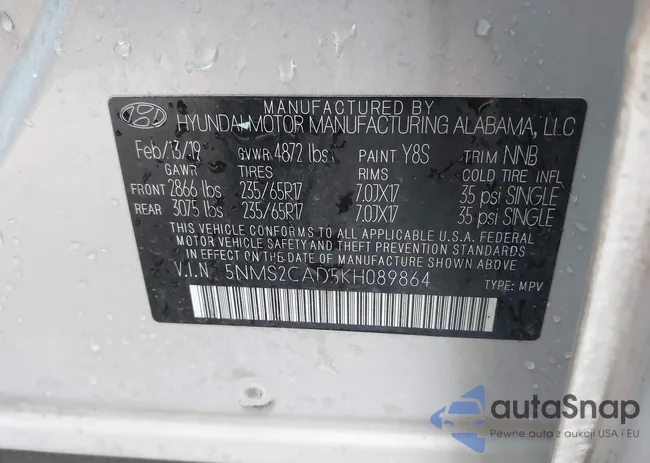 MANUFACTURED BY
HYUNDAI MOTOR MANUFACTURING ALABAMA, LLC
Feb/13/19 GVWR 4872 lbs PAINT Y8S TRIM NNB
GAWR TIRES RIMS COLD TIRE INFL
FRONT 2866 lbs 235/65R17 7.0JX17 35 psi SINGLE
REAR 3075 lbs 235/65R17 7.0JX17 35 psi SINGLE
THIS VEHICLE CONFORMS TO ALL APPLICABLE U.S.A. FEDERAL
MOTOR VEHICLE SAFETY AND THEFT PREVENTION STANDARDS
IN EFFECT ON THE DATE OF MANUFACTURE SHOWN ABOVE.
V.I.N. 5NMS2CAD5KH089864 TYPE: MPV
autaSnap
Pewne auta z aukcji USA i EU